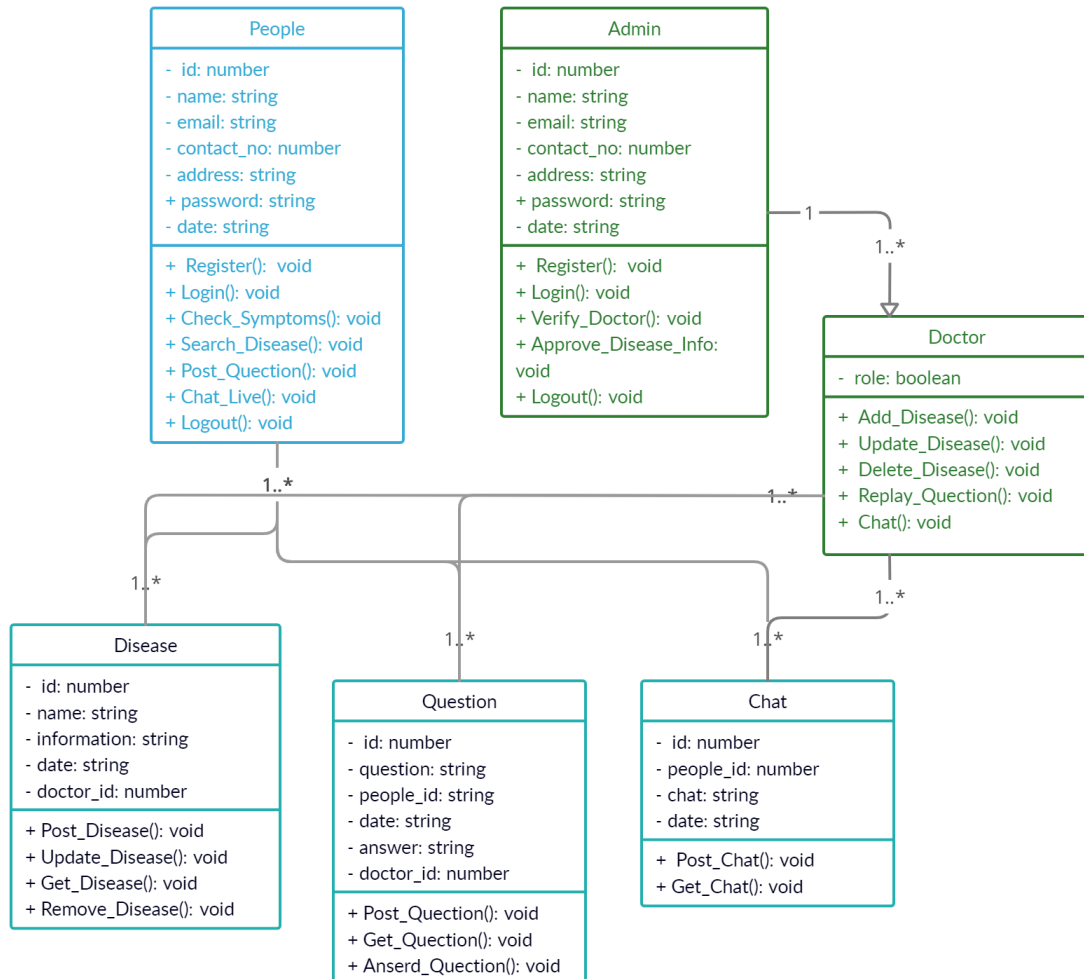 People
- id: number
- name: string
- email: string
- contact_no: number
- address: string
+ password: string
- date: string
+ Register(): void
+ Login(): void
+ Check_Symptoms(): void
+ Search_Disease(): void
+ Post_Quection(): void
+ Chat_Live(): void
+ Logout(): void
Admin
- id: number
- name: string
- email: string
- contact_no: number
- address: string
+ password: string
- date: string
+ Register(): void
+ Login(): void
+ Verify_Doctor(): void
+ Approve_Disease_Info:
void
+ Logout(): void
1
1..*
Doctor
- role: boolean
+ Add_Disease(): void
+ Update_Disease(): void
+ Delete_Disease(): void
+ Replay_Question(): void
+ Chat(): void
1..*
1..*
1..*
1..*
1..*
1..*
Disease
- id: number
- name: string
- information: string
- date: string
- doctor_id: number
+ Post_Disease(): void
+ Update_Disease(): void
+ Get_Disease(): void
+ Remove_Disease(): void
Question
- id: number
- question: string
- people_id: string
- date: string
- answer: string
- doctor_id: number
+ Post_Question(): void
+ Get_Question(): void
+ Anserd_Question(): void
Chat
- id: number
- people_id: number
- chat: string
- date: string
+ Post_Chat(): void
+ Get_Chat(): void